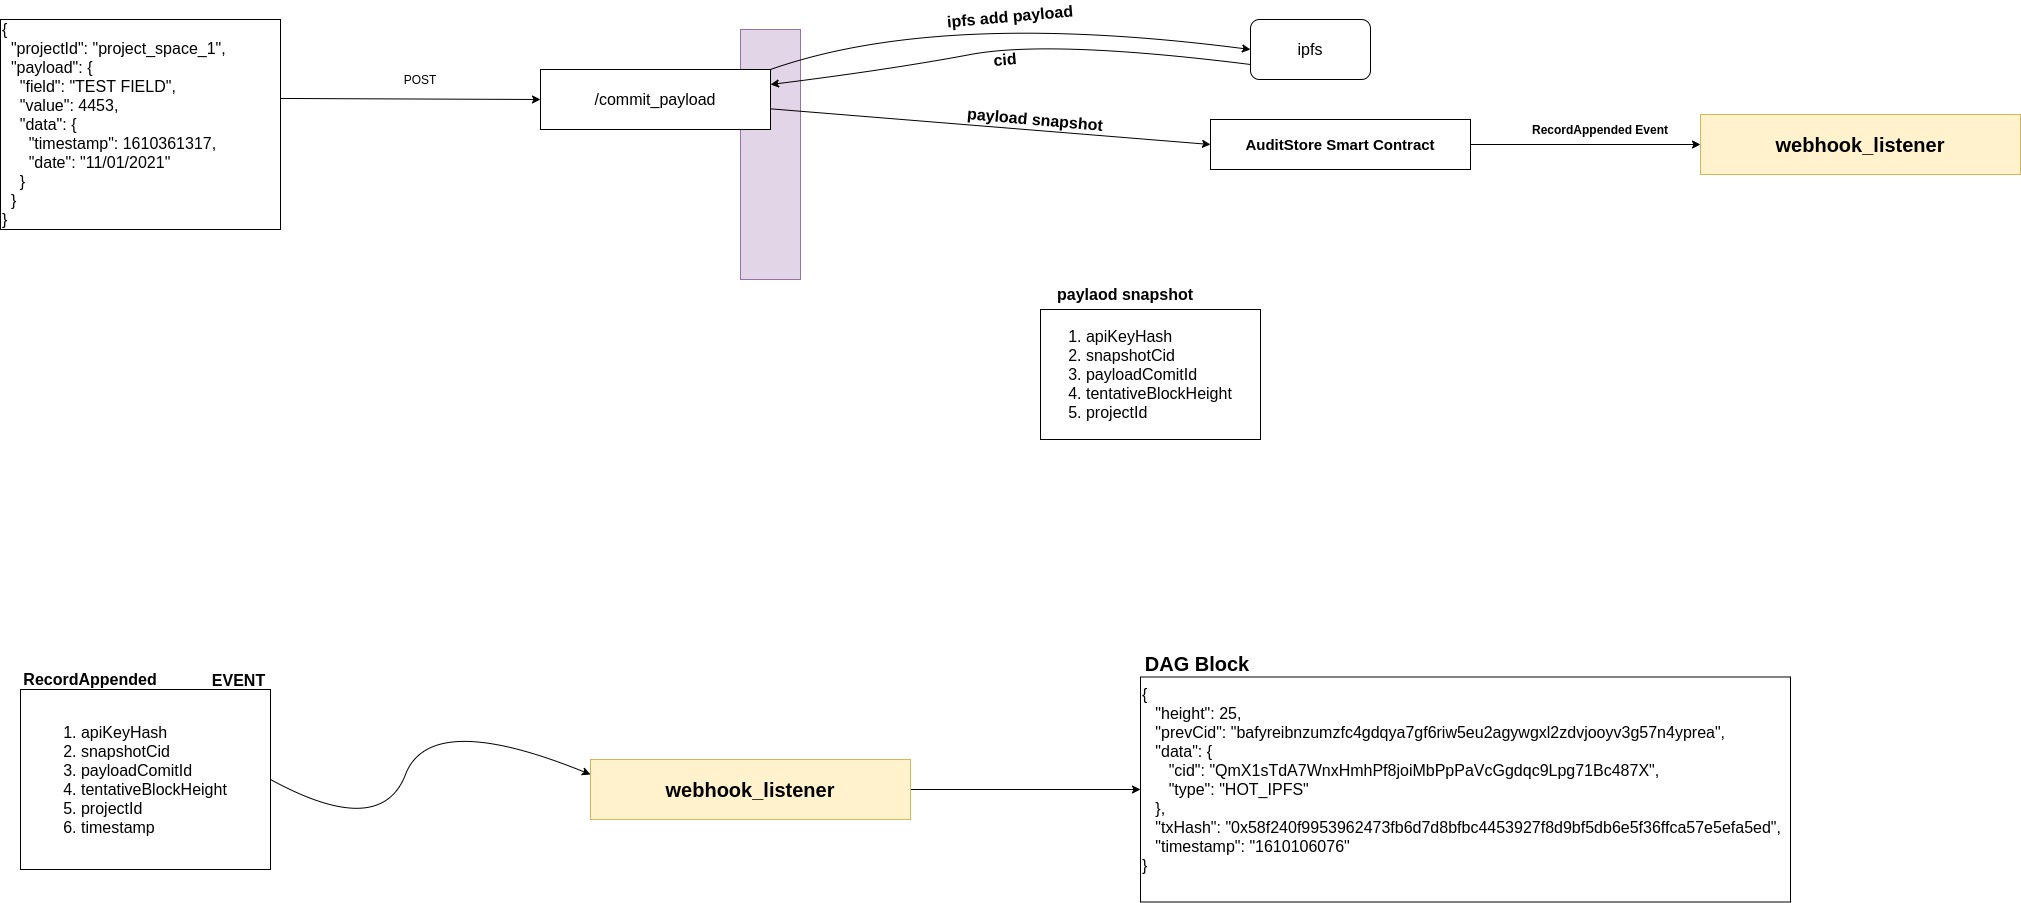 {
"projectId": "project_space_1",
"payload": {
"field": "TEST FIELD",
"value": 4453,
"data": {
"timestamp": 1610361317,
"date": "11/01/2021"
}
}
}
POST
/commit_payload
ipfs add payload
cid
ipfs
payload snapshot
AuditStore Smart Contract
RecordAppended Event
webhook_listener
paylaod snapshot
1. apiKeyHash
2. snapshotCid
3. payloadComitId
4. tentativeBlockHeight
5. projectId
RecordAppended EVENT
1. apiKeyHash
2. snapshotCid
3. payloadComitId
4. tentativeBlockHeight
5. projectId
6. timestamp
webhook_listener
DAG Block
{
"height": 25,
"prevCid": "bafyreibnzumzfc4gdqya7gf6riw5eu2agywgxl2zdvjooyv3g57n4yprea",
"data": {
"cid": "QmX1sTdA7WnxHmhPf8joiMbPpPaVcGgdqc9Lpg71Bc487X",
"type": "HOT_IPFS"
},
"txHash": "0x58f240f9953962473fb6d7d8bfbc4453927f8d9bf5db6e5f36ffca57e5efa5ed",
"timestamp": "1610106076"
}